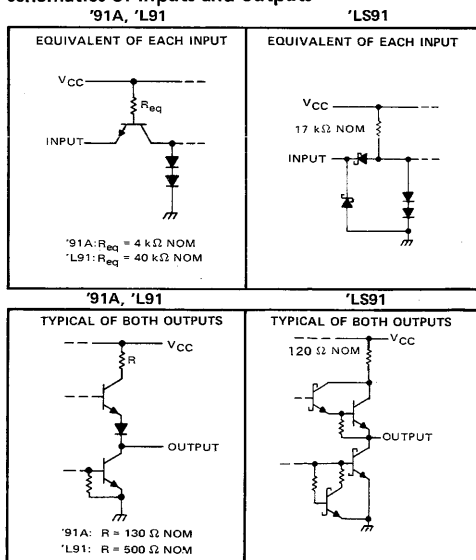 schematics of inputs and outputs
'91A, 'L91
EQUIVALENT OF EACH INPUT
VCC
Req
INPUT
'91A: Req = 4 kΩ NOM
'L91: Req = 40 kΩ NOM
'LS91
EQUIVALENT OF EACH INPUT
VCC
17 kΩ NOM
INPUT
'91A, 'L91
TYPICAL OF BOTH OUTPUTS
VCC
R
OUTPUT
'91A: R = 130 Ω NOM
'L91: R = 500 Ω NOM
'LS91
TYPICAL OF BOTH OUTPUTS
VCC
120 Ω NOM
OUTPUT